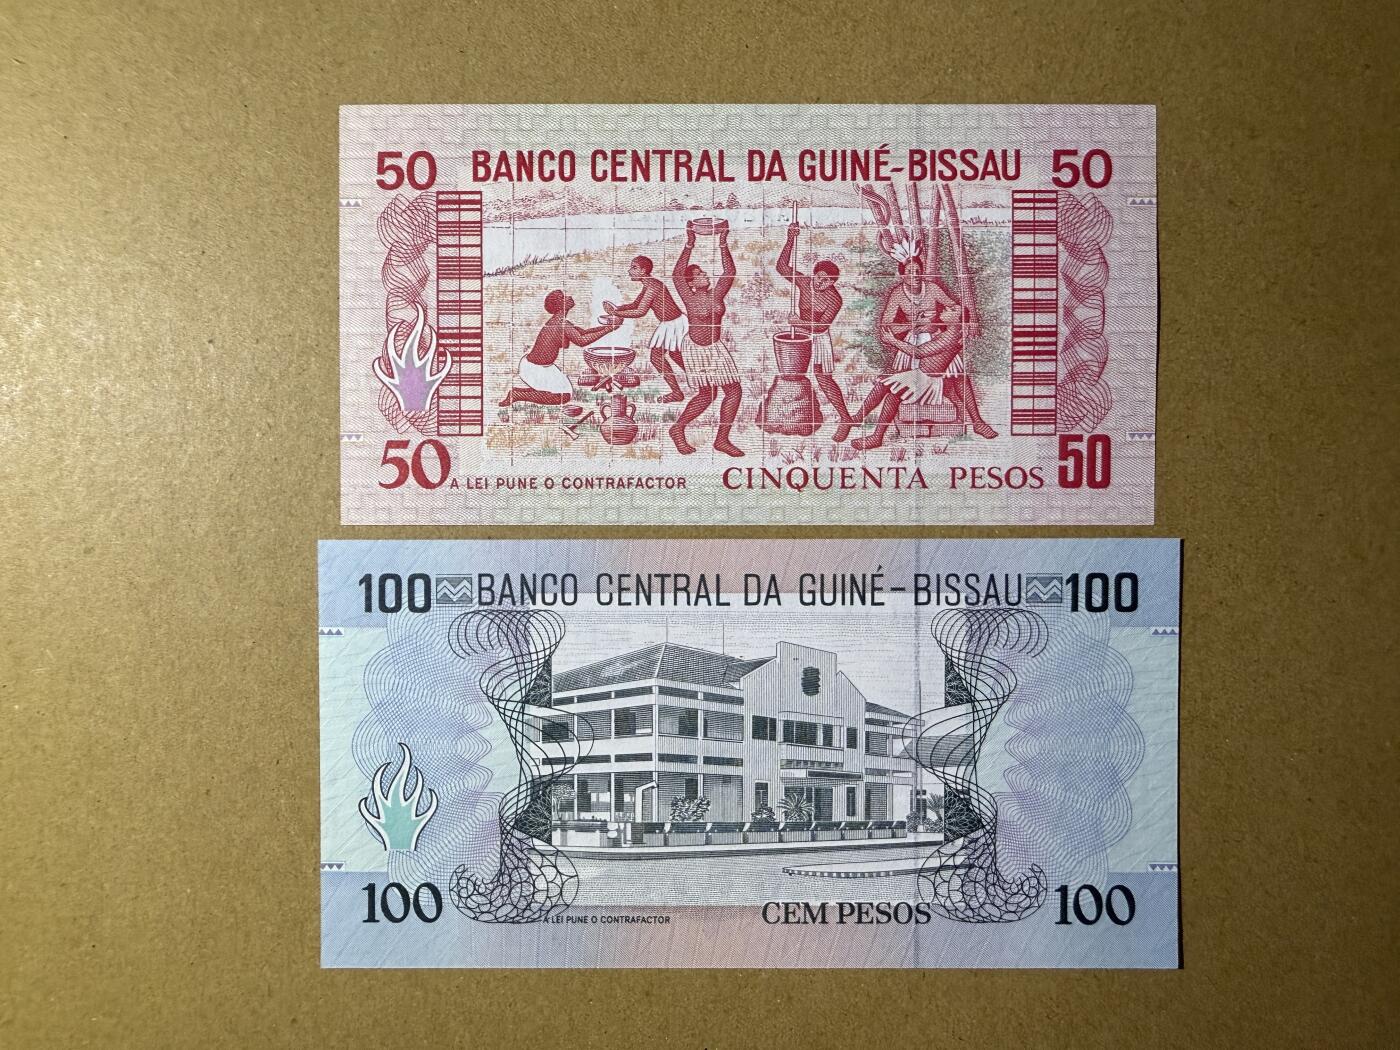 50 BANCO CENTRAL DA GUINÉ-BISSAU 50
50 A LEI PUNE O CONTRAFACTOR CINQUENTA PESOS 50
100 BANCO CENTRAL DA GUINÉ-BISSAU 100
100 A LEI PUNE O CONTRAFACTOR CEM PESOS 100